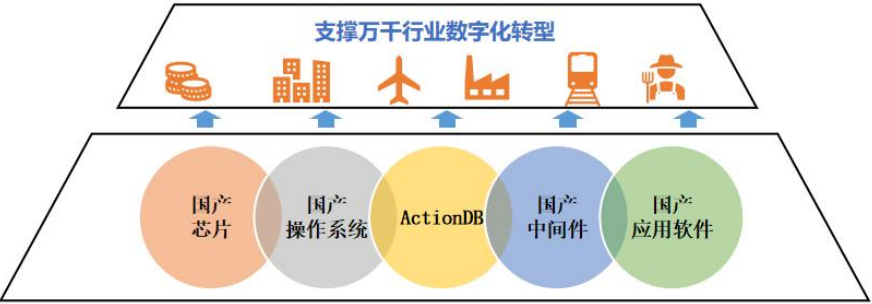 支撑万千行业数字化转型
国产
芯片
国产
操作系统
ActionDB
国产
中间件
国产
应用软件